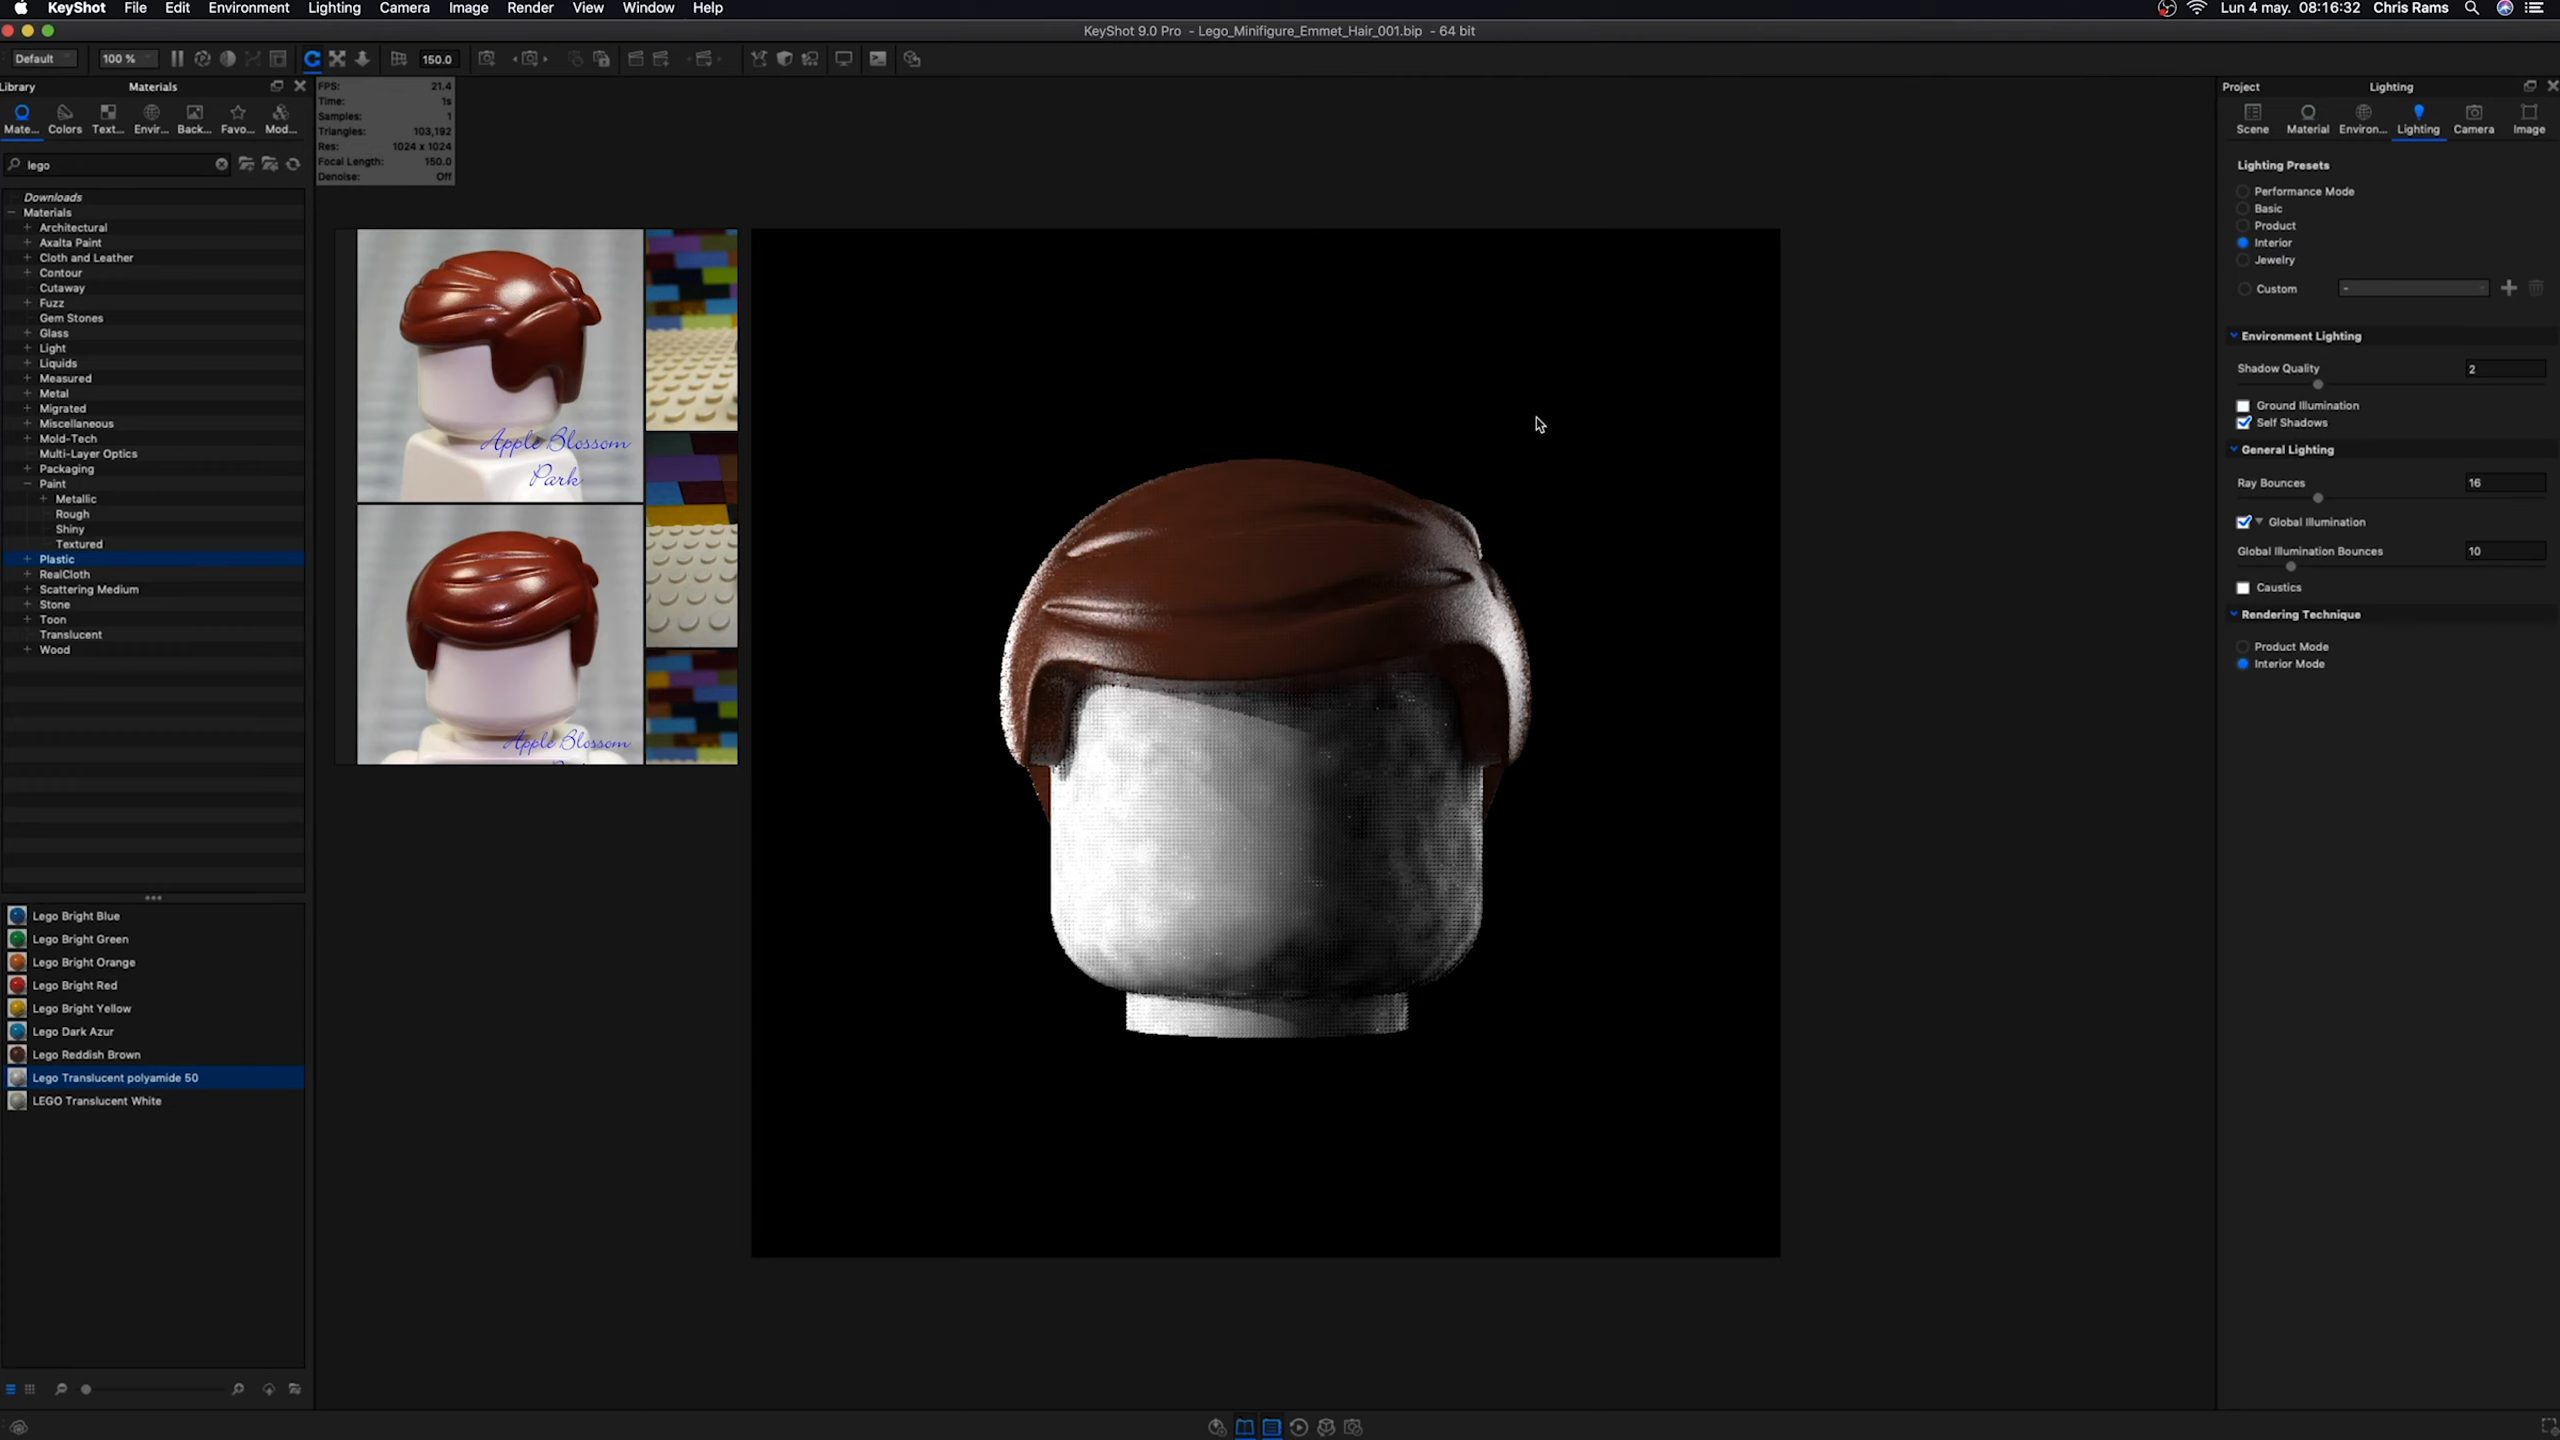 KeyShot File Edit Environment Lighting Camera Image Render View Window Help
Lun 4 may. 08:16:32 Chris Rams
KeyShot 9.0 Pro - Lego_Minifigure_Emmet_Hair_001.bip - 64 bit
Default 100 % 150.0
Library Materials
Mate... Colors Text... Envir... Back... Favo... Mod...
lego
Downloads
Materials
Architectural
Axalta Paint
Cloth and Leather
Contour
Cutaway
Fuzz
Gem Stones
Glass
Light
Liquids
Measured
Metal
Migrated
Miscellaneous
Mold-Tech
Multi-Layer Optics
Packaging
Paint
Metallic
Rough
Shiny
Textured
Plastic
RealCloth
Scattering Medium
Stone
Toon
Translucent
Wood
Lego Bright Blue
Lego Bright Green
Lego Bright Orange
Lego Bright Red
Lego Bright Yellow
Lego Dark Azur
Lego Reddish Brown
Lego Translucent polyamide 50
LEGO Translucent White
FPS: 21.4
Time: 1s
Samples: 1
Triangles: 103,192
Res: 1024 x 1024
Focal Length: 150.0
Denoise: Off
Apple Blossom
Park
Apple Blossom
Project Lighting
Scene Material Environ... Lighting Camera Image
Lighting Presets
Performance Mode
Basic
Product
Interior
Jewelry
Custom -
Environment Lighting
Shadow Quality 2
Ground Illumination
Self Shadows
General Lighting
Ray Bounces 16
Global Illumination
Global Illumination Bounces 10
Caustics
Rendering Technique
Product Mode
Interior Mode